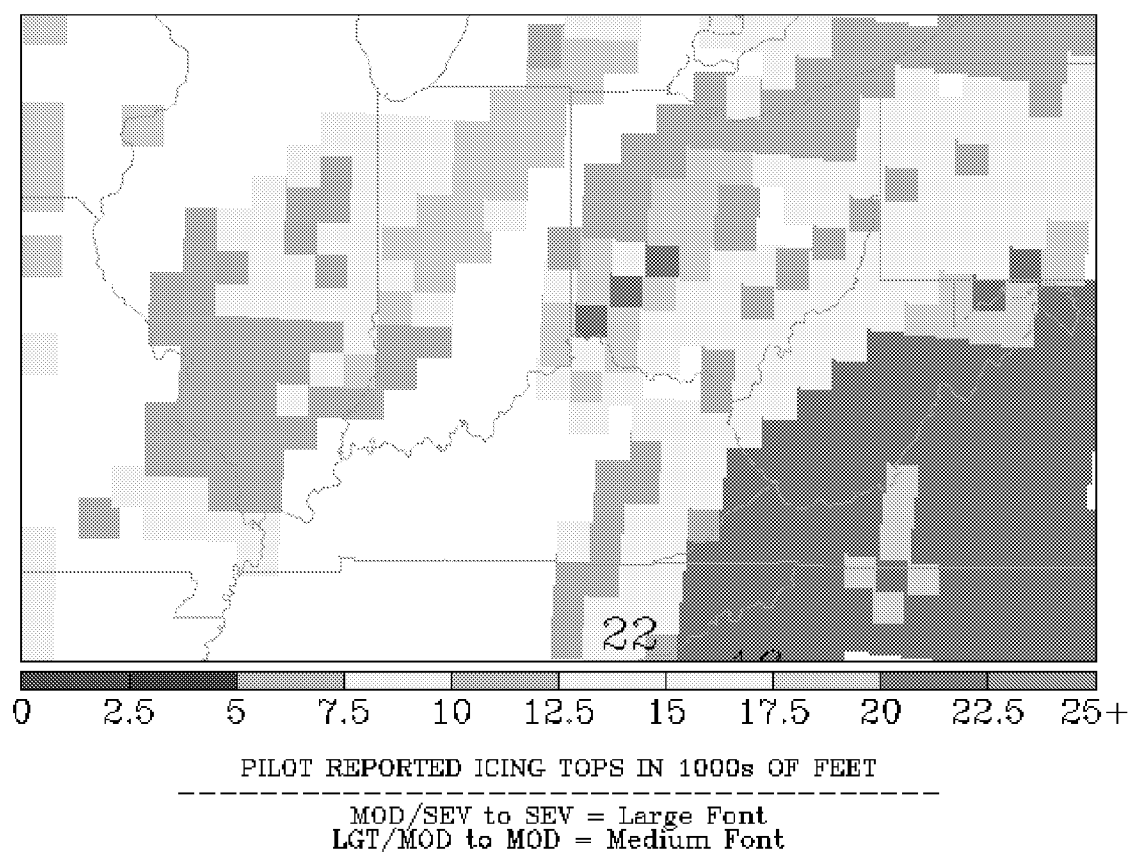 22
0 2.5 5 7.5 10 12.5 15 17.5 20 22.5 25+
PILOT REPORTED ICING TOPS IN 1000s OF FEET
MOD/SEV to SEV = Large Font
LGT/MOD to MOD = Medium Font